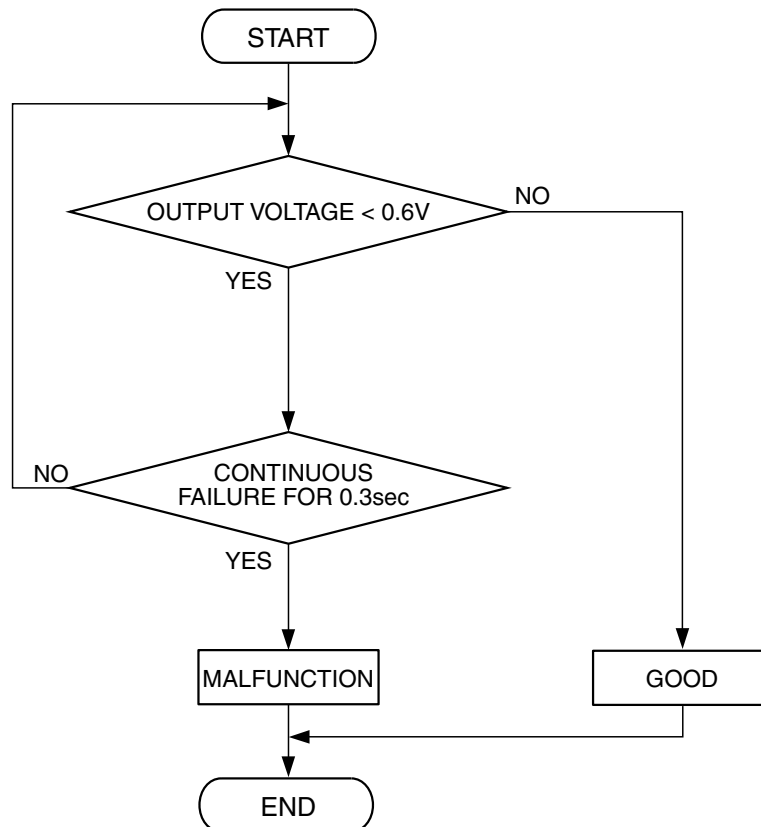 START
OUTPUT VOLTAGE < 0.6V
NO
YES
NO
CONTINUOUS
FAILURE FOR 0.3sec
YES
MALFUNCTION
GOOD
END